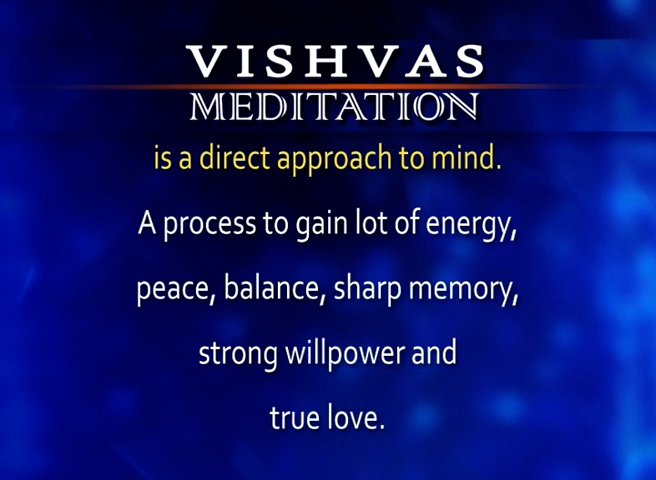 VISHVAS
MEDITATION
is a direct approach to mind.
A process to gain lot of energy,
peace, balance, sharp memory,
strong willpower and
true love.